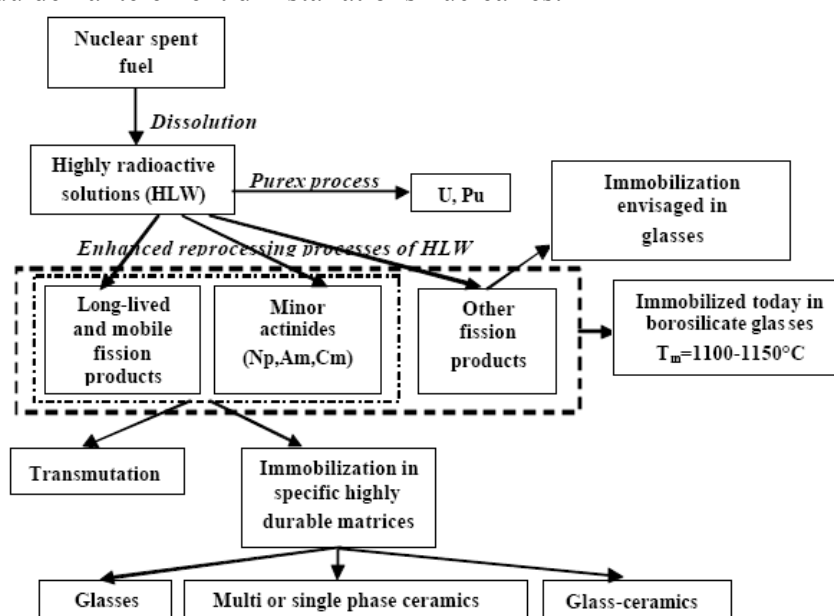 Nuclear spent
fuel
Dissolution
Highly radioactive
solutions (HLW)
Purex process
U, Pu
Immobilization
envisaged in
glasses
Enhanced reprocessing processes of HLW
Long-lived
and mobile
fission
products
Minor
actinides
(Np,Am,Cm)
Other
fission
products
Immobilized today in
borosilicate glasses
Tm=1100-1150°C
Transmutation
Immobilization in
specific highly
durable matrices
Glasses
Multi or single phase ceramics
Glass-ceramics